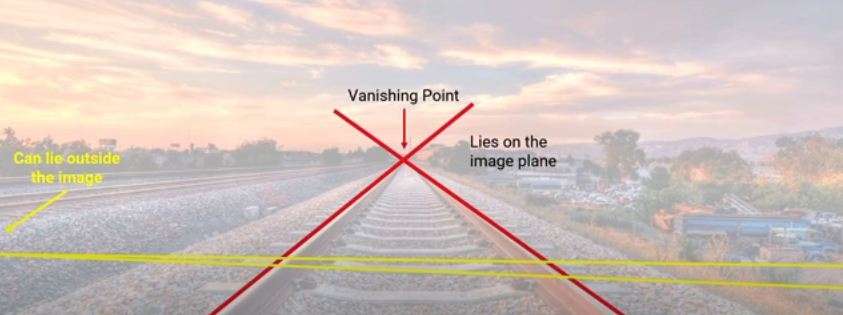 Vanishing Point
Lies on the
image plane
Can lie outside
the image